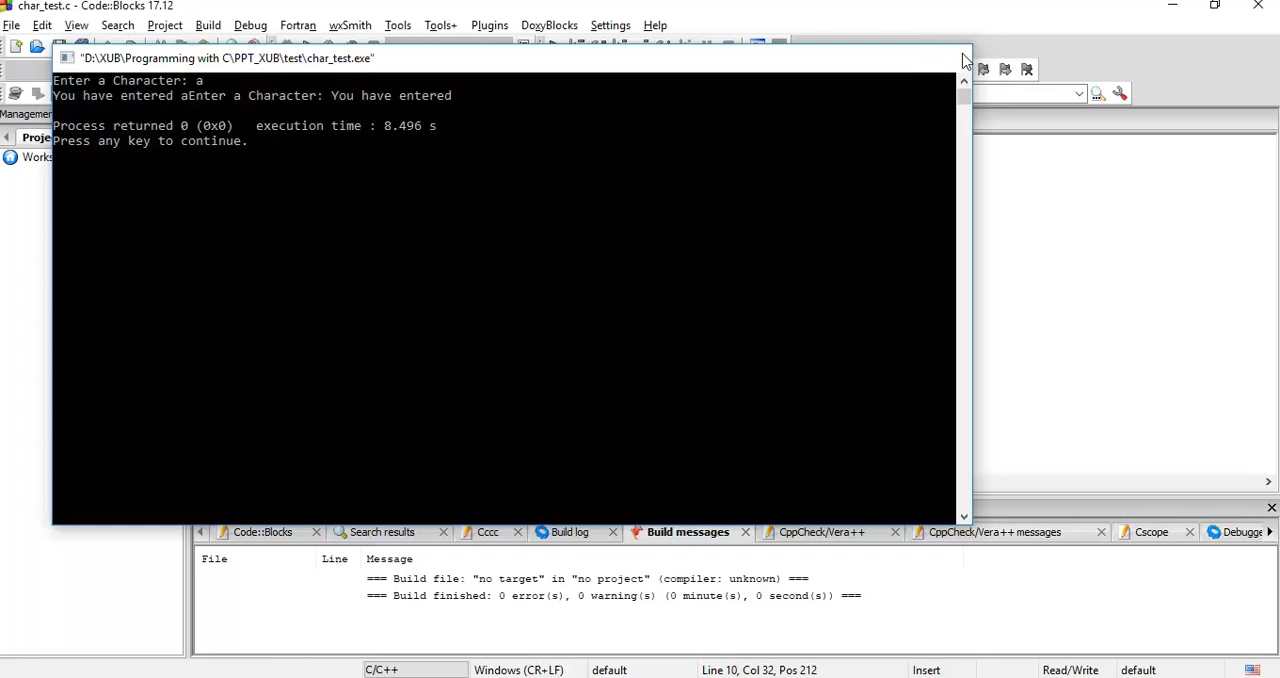 char_test.c - Code::Blocks 17.12
File Edit View Search Project Build Debug Fortran wxSmith Tools Tools+ Plugins DoxyBlocks Settings Help
"D:\XUB\Programming with C\PPT_XUB\test\char_test.exe"
Enter a Character: a
You have entered aEnter a Character: You have entered
Process returned 0 (0x0)   execution time : 8.496 s
Press any key to continue.
Managemen
Proje
Works
Code::Blocks Search results Cccc Build log Build messages CppCheck/Vera++ CppCheck/Vera++ messages Cscope Debugge
File Line Message
=== Build file: "no target" in "no project" (compiler: unknown) ===
=== Build finished: 0 error(s), 0 warning(s) (0 minute(s), 0 second(s)) ===
C/C++ Windows (CR+LF) default Line 10, Col 32, Pos 212 Insert Read/Write default